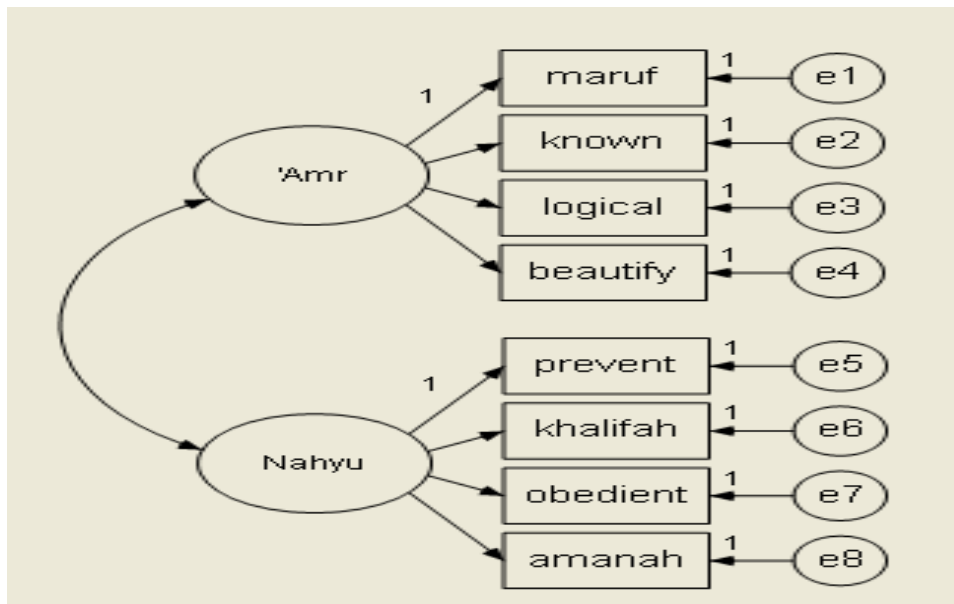 1 maruf 1 e1
known 1 e2
'Amr
logical 1 e3
beautify 1 e4
1 prevent 1 e5
khalifah 1 e6
Nahyu
obedient 1 e7
amanah 1 e8